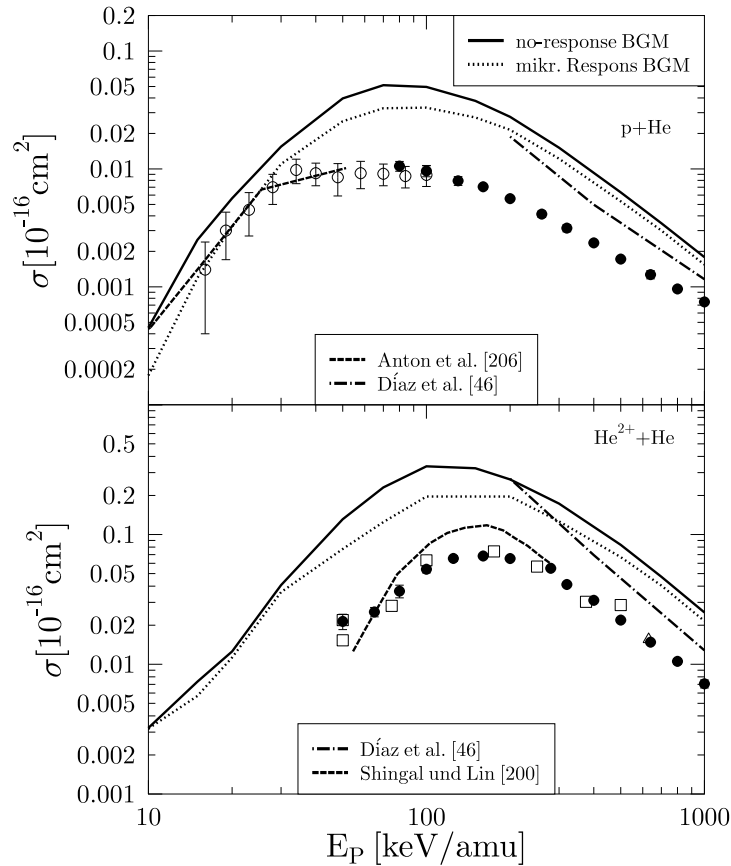 0.2
no-response BGM
0.1
mikr. Respons BGM
0.05
p+He
0.02
0.01
0.005
σ[10⁻¹⁶cm²]
0.002
0.001
0.0005
Anton et al. [206]
0.0002
Díaz et al. [46]
He²⁺+He
0.5
0.2
0.1
0.05
σ[10⁻¹⁶cm²]
0.02
0.01
0.005
0.002
Díaz et al. [46]
Shingal und Lin [200]
0.001
10
100
1000
E_P [keV/amu]